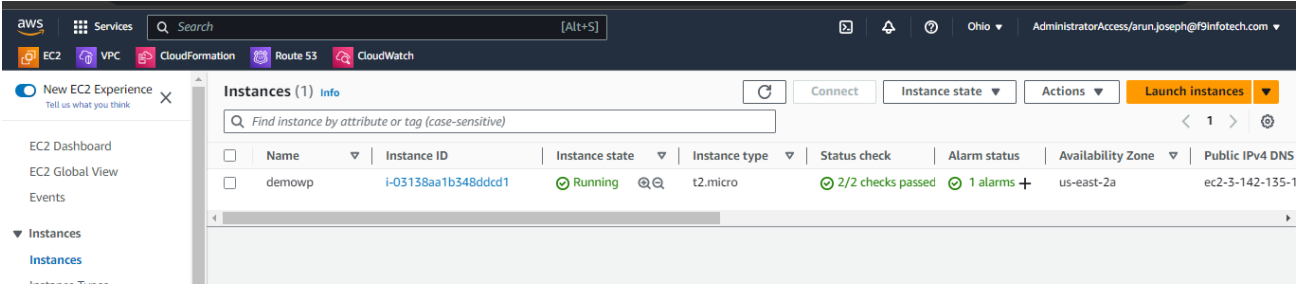 aws Services Search [Alt+S] Ohio ▼ AdministratorAccess/arun.joseph@f9infotech.com ▼
EC2 VPC CloudFormation Route 53 CloudWatch
New EC2 Experience
Tell us what you think
EC2 Dashboard
EC2 Global View
Events
▼ Instances
Instances
Instances (1) Info
Connect Instance state ▼ Actions ▼ Launch instances ▼
Find instance by attribute or tag (case-sensitive)
< 1 >
Name Instance ID Instance state Instance type Status check Alarm status Availability Zone Public IPv4 DNS
demowp i-03138aa1b348ddcd1 Running t2.micro 2/2 checks passed 1 alarms + us-east-2a ec2-3-142-135-1